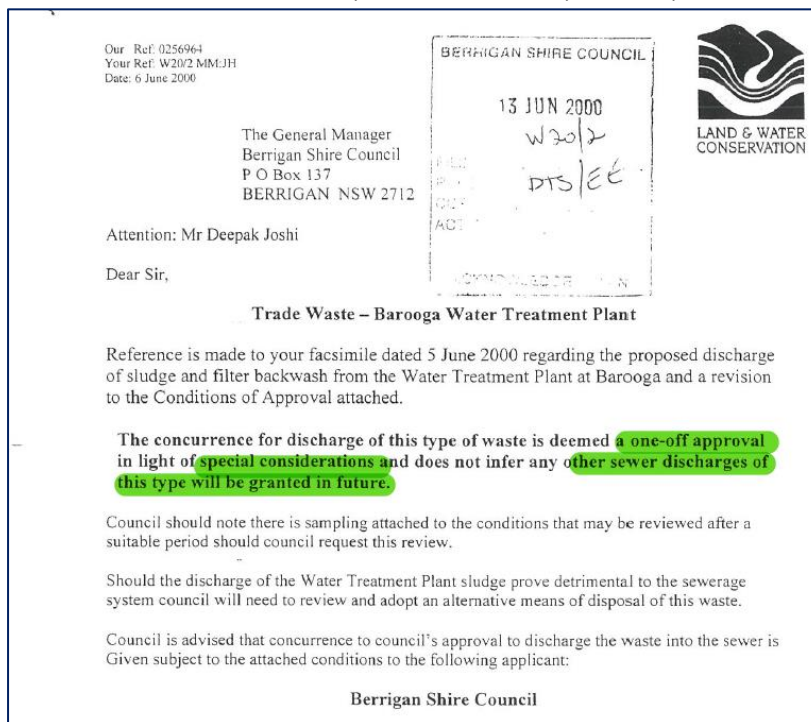 Our Ref: 0256964
Your Ref: W20/2 MM:JH
Date: 6 June 2000
BERRIGAN SHIRE COUNCIL
13 JUN 2000
W20/2
DTS/EE
LAND & WATER
CONSERVATION
The General Manager
Berrigan Shire Council
P O Box 137
BERRIGAN NSW 2712
Attention: Mr Deepak Joshi
Dear Sir,
Trade Waste – Barooga Water Treatment Plant
Reference is made to your facsimile dated 5 June 2000 regarding the proposed discharge
of sludge and filter backwash from the Water Treatment Plant at Barooga and a revision
to the Conditions of Approval attached.
The concurrence for discharge of this type of waste is deemed a one-off approval
in light of special considerations and does not infer any other sewer discharges of
this type will be granted in future.
Council should note there is sampling attached to the conditions that may be reviewed after a
suitable period should council request this review.
Should the discharge of the Water Treatment Plant sludge prove detrimental to the sewerage
system council will need to review and adopt an alternative means of disposal of this waste.
Council is advised that concurrence to council's approval to discharge the waste into the sewer is
Given subject to the attached conditions to the following applicant:
Berrigan Shire Council